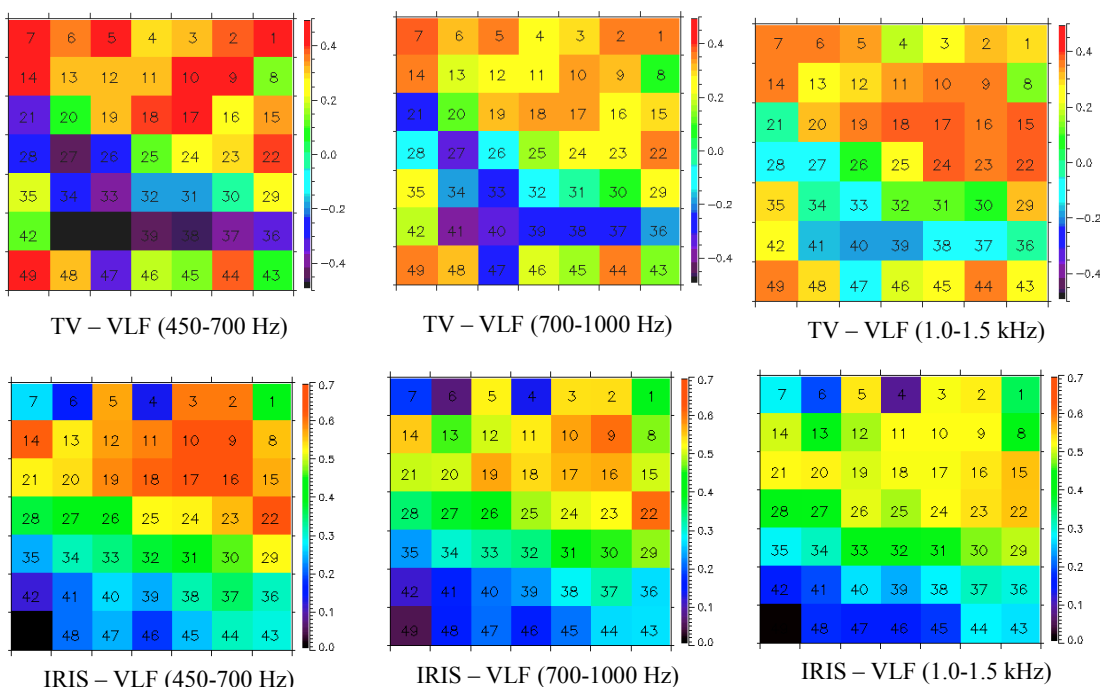 7 6 5 4 3 2 1
14 13 12 11 10 9 8
21 20 19 18 17 16 15
28 27 26 25 24 23 22
35 34 33 32 31 30 29
42 39 38 37 36
49 48 47 46 45 44 43
0.4
0.2
0.0
−0.2
−0.4
TV – VLF (450-700 Hz)
7 6 5 4 3 2 1
14 13 12 11 10 9 8
21 20 19 18 17 16 15
28 27 26 25 24 23 22
35 34 33 32 31 30 29
42 41 40 39 38 37 36
49 48 47 46 45 44 43
0.4
0.2
0.0
−0.2
−0.4
TV – VLF (700-1000 Hz)
7 6 5 4 3 2 1
14 13 12 11 10 9 8
21 20 19 18 17 16 15
28 27 26 25 24 23 22
35 34 33 32 31 30 29
42 41 40 39 38 37 36
49 48 47 46 45 44 43
0.4
0.2
0.0
−0.2
−0.4
TV – VLF (1.0-1.5 kHz)
7 6 5 4 3 2 1
14 13 12 11 10 9 8
21 20 19 18 17 16 15
28 27 26 25 24 23 22
35 34 33 32 31 30 29
42 41 40 39 38 37 36
48 47 46 45 44 43
0.7
0.6
0.5
0.4
0.3
0.2
0.1
0.0
IRIS – VLF (450-700 Hz)
7 6 5 4 3 2 1
14 13 12 11 10 9 8
21 20 19 18 17 16 15
28 27 26 25 24 23 22
35 34 33 32 31 30 29
42 41 40 39 38 37 36
49 48 47 46 45 44 43
0.7
0.6
0.5
0.4
0.3
0.2
0.1
0.0
IRIS – VLF (700-1000 Hz)
7 6 5 4 3 2 1
14 13 12 11 10 9 8
21 20 19 18 17 16 15
28 27 26 25 24 23 22
35 34 33 32 31 30 29
42 41 40 39 38 37 36
48 47 46 45 44 43
0.7
0.6
0.5
0.4
0.3
0.2
0.1
0.0
IRIS – VLF (1.0-1.5 kHz)